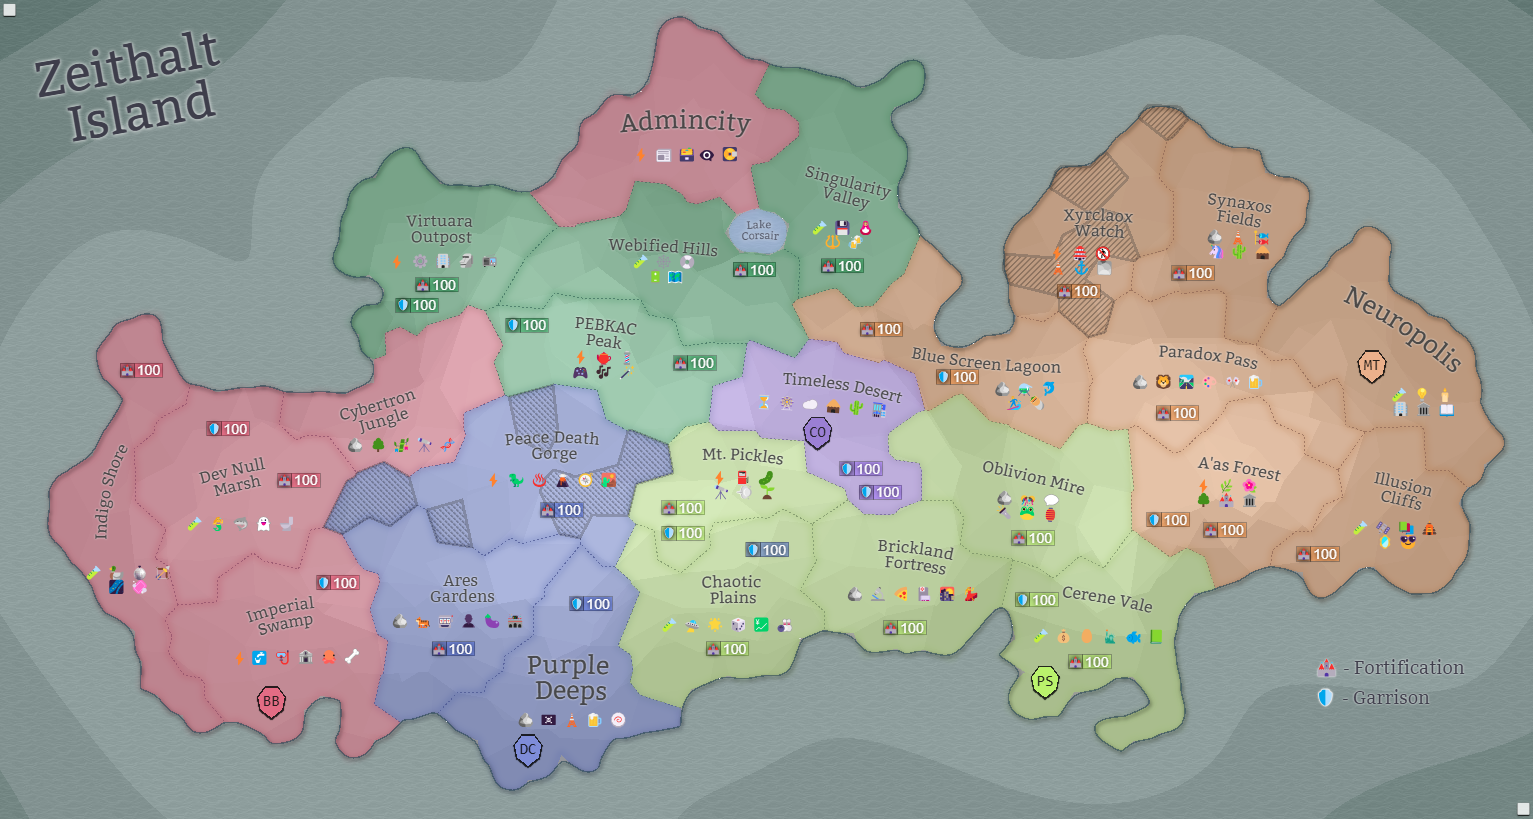 Zeithalt
Island
Admincity
Singularity
Valley
100
Virtuara
Outpost
100
100
Webified Hills
Lake
Corsair
100
PEBKAC
Peak
100
100
Xyrclaox
Watch
100
Synaxos
Fields
100
Neuropolis
MT
Blue Screen Lagoon
100
100
Paradox Pass
100
Timeless Desert
CO
100
100
Cybertron
Jungle
Indigo Shore
100
Dev Null
Marsh
100
100
Peace Death
Gorge
100
Mt. Pickles
100
100
Oblivion Mire
100
A'as Forest
100
100
Illusion
Cliffs
100
Imperial
Swamp
100
BB
Ares
Gardens
100
100
Purple
Deeps
DC
100
Chaotic
Plains
100
Brickland
Fortress
100
Cerene Vale
100
100
PS
- Fortification
- Garrison